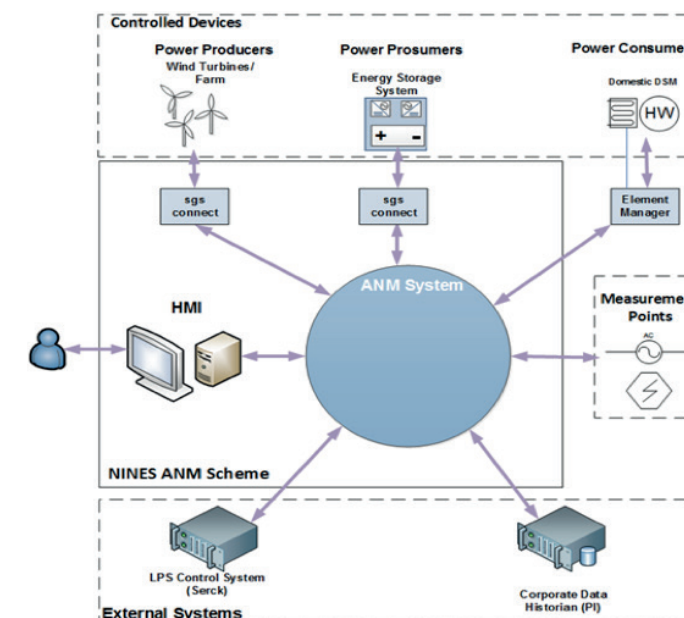 Controlled Devices
Power Producers
Wind Turbines/
Farm
Power Prosumers
Energy Storage
System
Power Consume
Domestic DSM
HW
+ -
sgs
connect
sgs
connect
Element
Manager
ANM System
HMI
Measureme
Points
AC
NINES ANM Scheme
LPS Control System
(Serck)
Corporate Data
Historian (PI)
External Systems